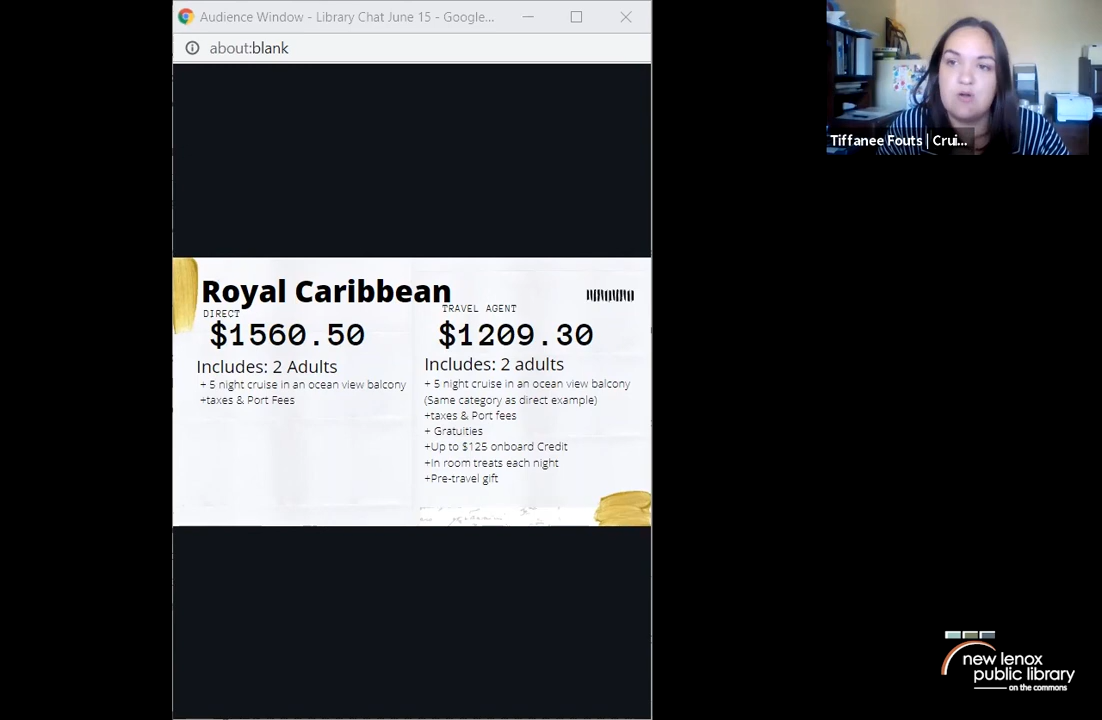 Audience Window - Library Chat June 15 - Google...
about:blank
Tiffanee Fouts | Crui...
Royal Caribbean
DIRECT
$1560.50
Includes: 2 Adults
+ 5 night cruise in an ocean view balcony
+taxes & Port Fees
TRAVEL AGENT
$1209.30
Includes: 2 adults
+ 5 night cruise in an ocean view balcony
(Same category as direct example)
+taxes & Port fees
+ Gratuities
+Up to $125 onboard Credit
+In room treats each night
+Pre-travel gift
new lenox
public library
on the commons